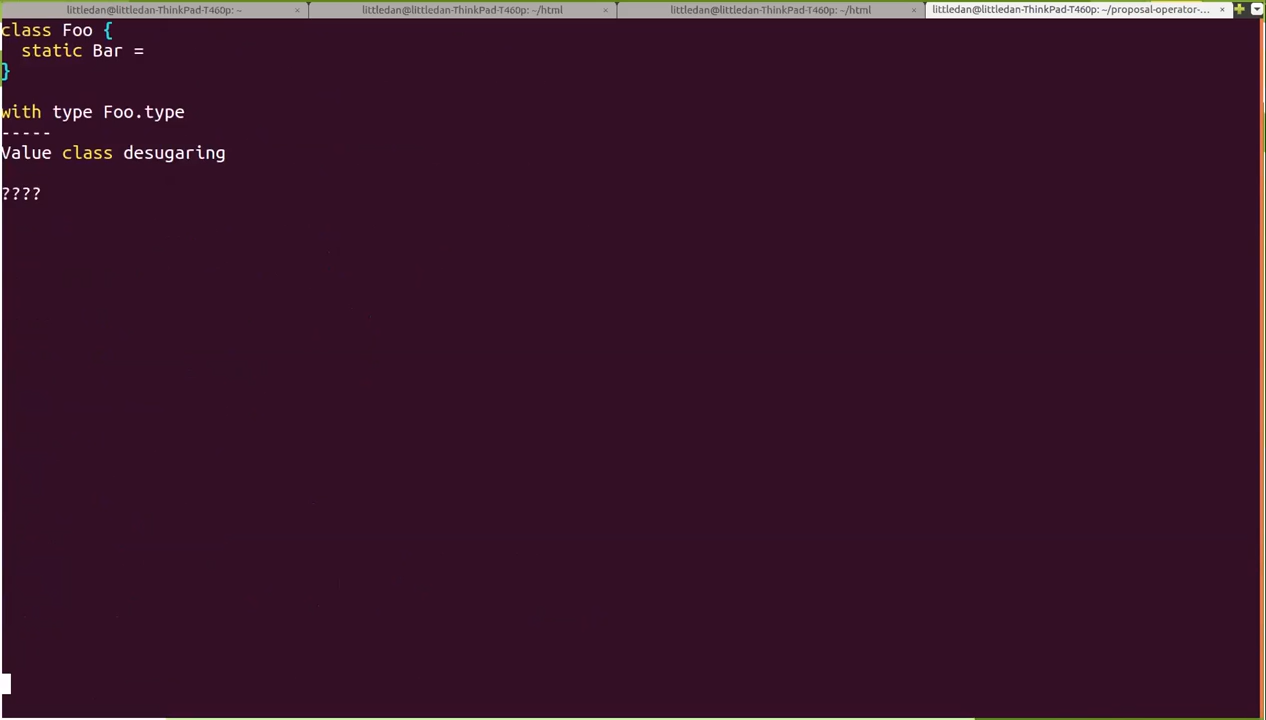 littledan@littledan-ThinkPad-T460p: ~ × littledan@littledan-ThinkPad-T460p: ~/html × littledan@littledan-ThinkPad-T460p: ~/html × littledan@littledan-ThinkPad-T460p: ~/proposal-operator-... ×
class Foo {
  static Bar =
}
with type Foo.type
-----
Value class desugaring
????